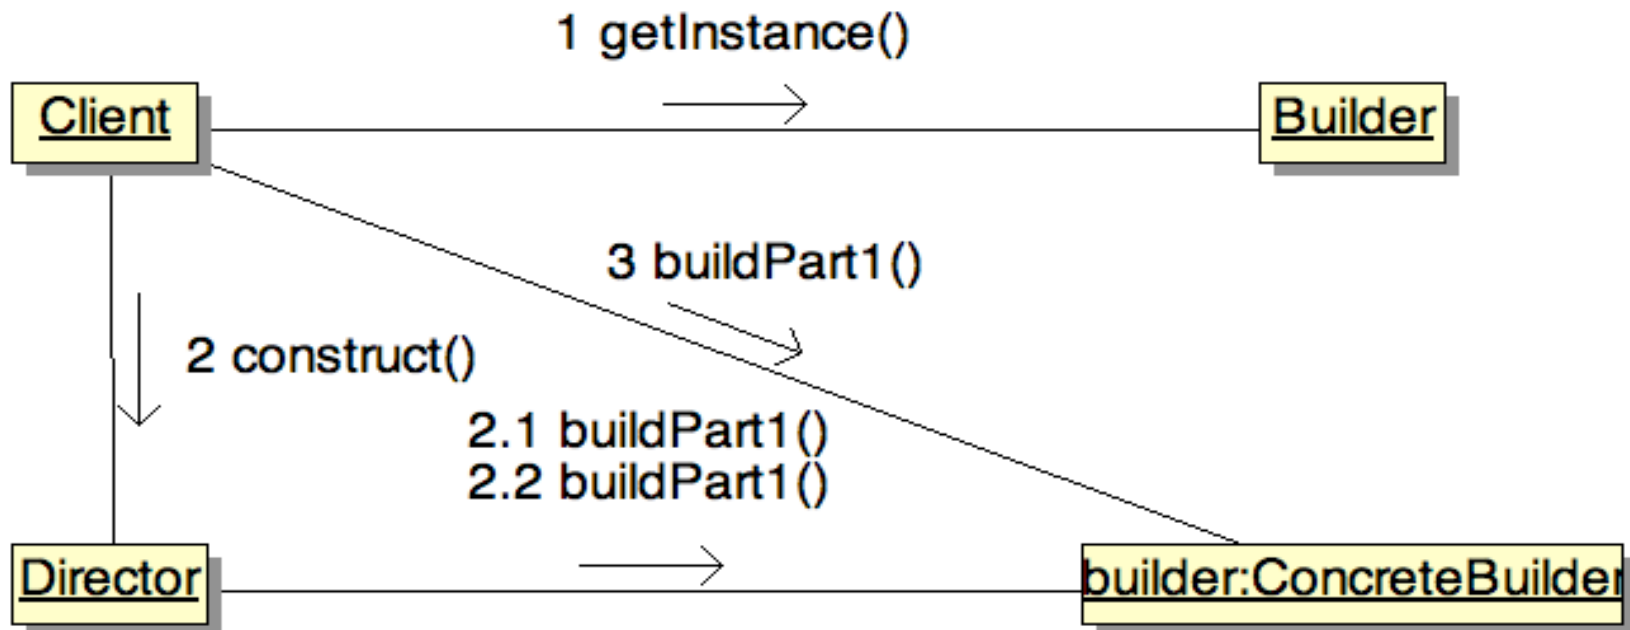 1 getInstance()
Client
Builder
3 buildPart1()
2 construct()
2.1 buildPart1()
2.2 buildPart1()
Director
builder:ConcreteBuilder